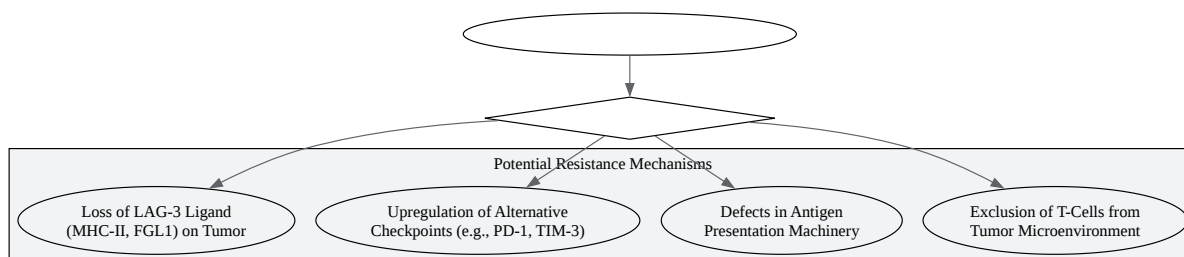 Potential Resistance Mechanisms
Loss of LAG-3 Ligand
(MHC-II, FGL1) on Tumor
Upregulation of Alternative
Checkpoints (e.g., PD-1, TIM-3)
Defects in Antigen
Presentation Machinery
Exclusion of T-Cells from
Tumor Microenvironment